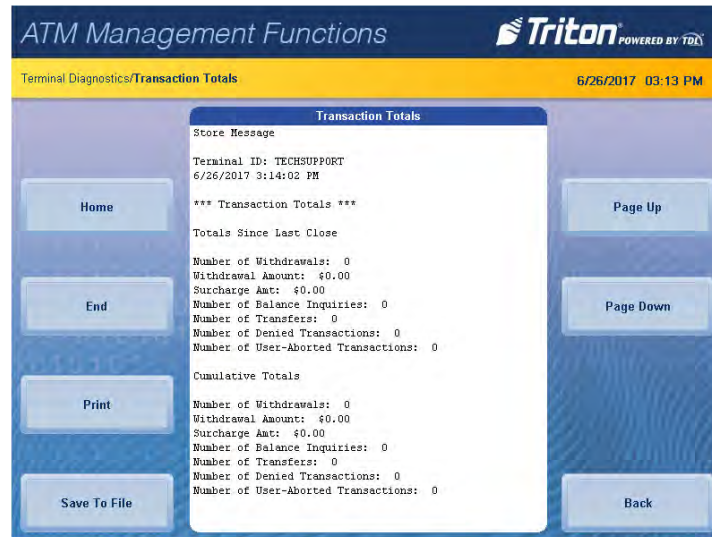 ATM Management Functions
Triton POWERED BY TDL
Terminal Diagnostics/Transaction Totals
6/26/2017 03:13 PM
Transaction Totals
Store Message
Terminal ID: TECHSUPPORT
6/26/2017 3:14:02 PM
*** Transaction Totals ***
Totals Since Last Close
Number of Withdrawals: 0
Withdrawal Amount: $0.00
Surcharge Amt: $0.00
Number of Balance Inquiries: 0
Number of Transfers: 0
Number of Denied Transactions: 0
Number of User-Aborted Transactions: 0
Cumulative Totals
Number of Withdrawals: 0
Withdrawal Amount: $0.00
Surcharge Amt: $0.00
Number of Balance Inquiries: 0
Number of Transfers: 0
Number of Denied Transactions: 0
Number of User-Aborted Transactions: 0
Home
End
Print
Save To File
Page Up
Page Down
Back